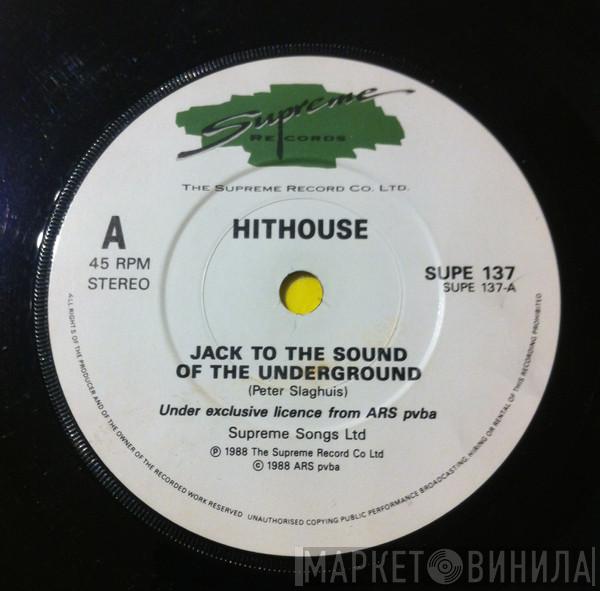 Supreme
RECORDS
THE SUPREME RECORD CO. LTD.
HITHOUSE
A
45 RPM
STEREO
SUPE 137
SUPE 137-A
JACK TO THE SOUND
OF THE UNDERGROUND
(Peter Slaghuis)
Under exclusive licence from ARS pvba
Supreme Songs Ltd
℗ 1988 The Supreme Record Co Ltd
© 1988 ARS pvba
ALL RIGHTS OF THE PRODUCER AND OF THE OWNER OF THE RECORDED WORK RESERVED UNAUTHORISED COPYING PUBLIC PERFORMANCE BROADCASTING, HIRING OR RENTAL OF THIS RECORDING PROHIBITED
МАРКЕТ ВИНИЛА